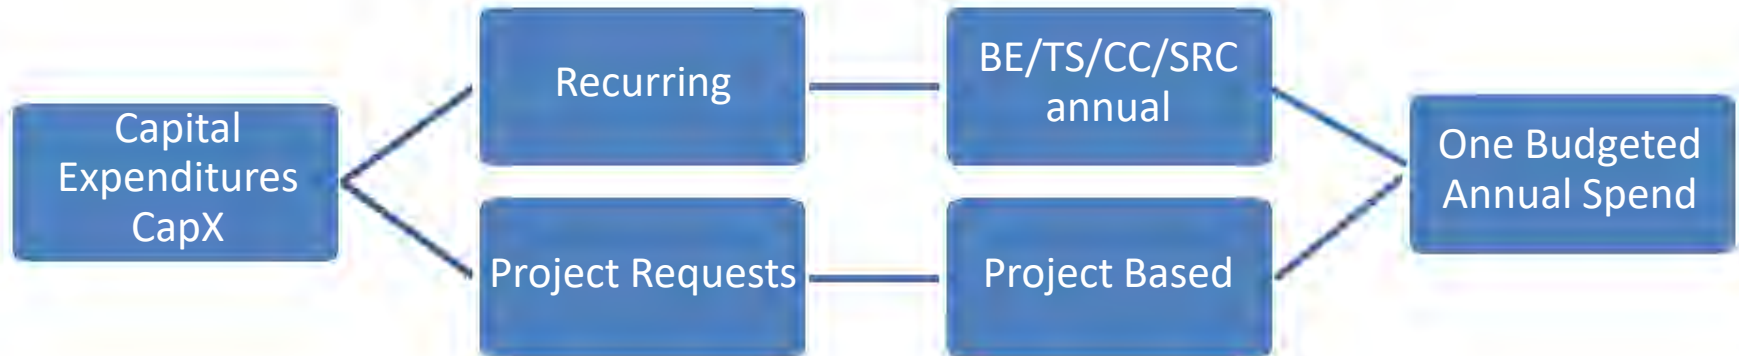 Capital
Expenditures
CapX
Recurring
Project Requests
BE/TS/CC/SRC
annual
Project Based
One Budgeted
Annual Spend